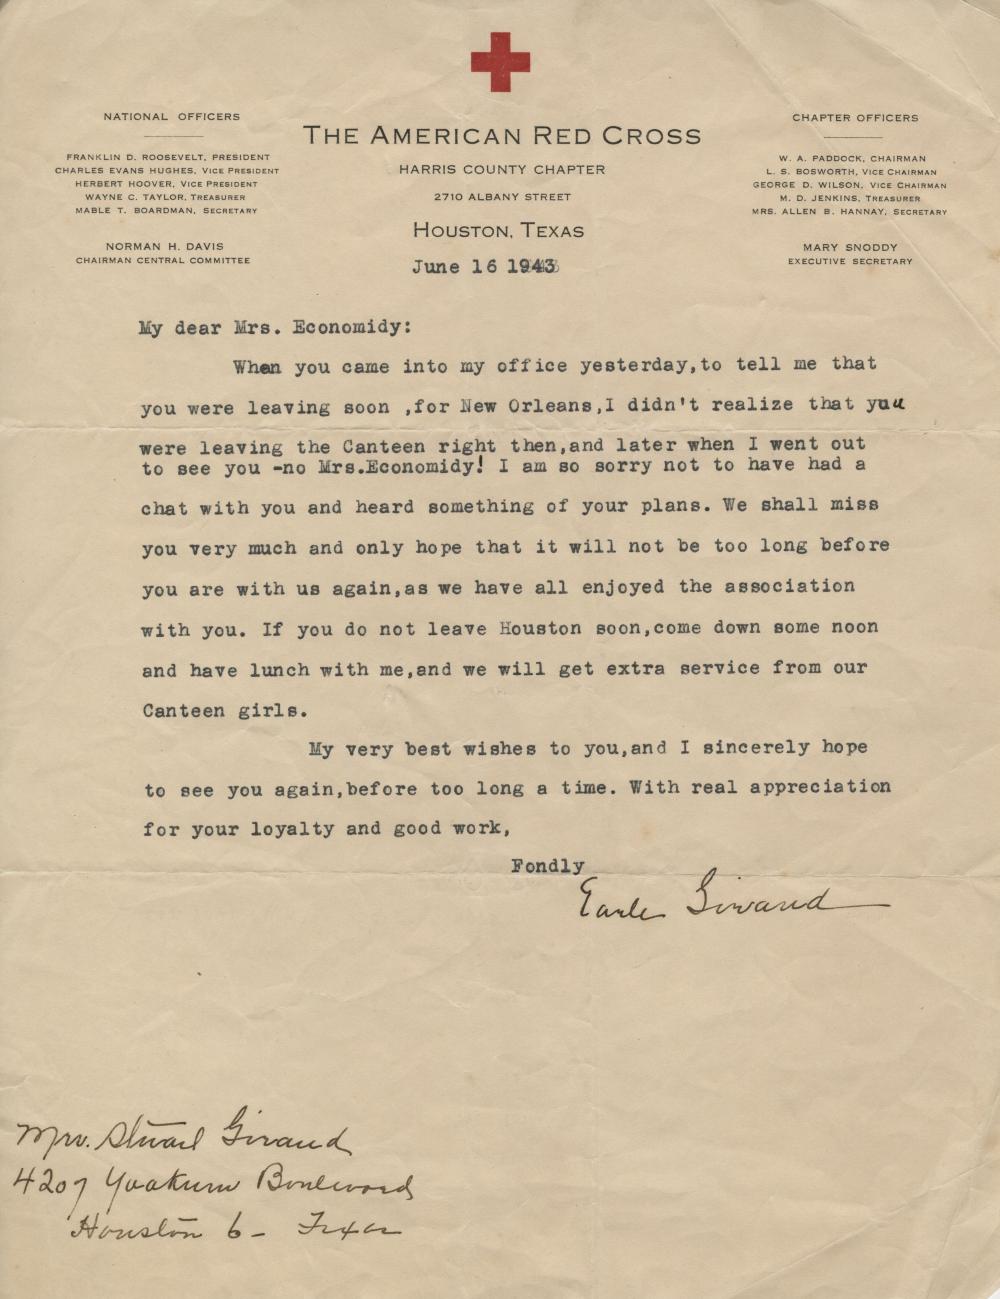 NATIONAL OFFICERS
FRANKLIN D. ROOSEVELT, PRESIDENT
CHARLES EVANS HUGHES, VICE PRESIDENT
HERBERT HOOVER, VICE PRESIDENT
WAYNE C. TAYLOR, TREASURER
MABLE T. BOARDMAN, SECRETARY
NORMAN H. DAVIS
CHAIRMAN CENTRAL COMMITTEE
THE AMERICAN RED CROSS
HARRIS COUNTY CHAPTER
2710 ALBANY STREET
HOUSTON, TEXAS
CHAPTER OFFICERS
W. A. PADDOCK, CHAIRMAN
L. S. BOSWORTH, VICE CHAIRMAN
GEORGE D. WILSON, VICE CHAIRMAN
M. D. JENKINS, TREASURER
MRS. ALLEN B. HANNAY, SECRETARY
MARY SNODDY
EXECUTIVE SECRETARY
June 16 1943
My dear Mrs. Economidy:
When you came into my office yesterday,to tell me that
you were leaving soon ,for New Orleans,I didn't realize that yuu
were leaving the Canteen right then,and later when I went out
to see you -no Mrs.Economidy! I am so sorry not to have had a
chat with you and heard something of your plans. We shall miss
you very much and only hope that it will not be too long before
you are with us again,as we have all enjoyed the association
with you. If you do not leave Houston soon,come down some noon
and have lunch with me,and we will get extra service from our
Canteen girls.
My very best wishes to you,and I sincerely hope
to see you again,before too long a time. With real appreciation
for your loyalty and good work,
Fondly
Earle Girand
Mrs. Stuart Girand
4207 Yoakum Boulevard
Houston 6 - Texas